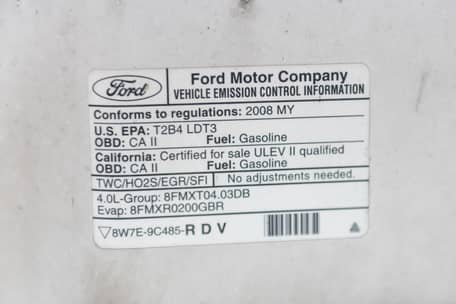 Ford
Ford Motor Company
VEHICLE EMISSION CONTROL INFORMATION
Conforms to regulations: 2008 MY
U.S. EPA: T2B4 LDT3
OBD: CA II Fuel: Gasoline
California: Certified for sale ULEV II qualified
OBD: CA II Fuel: Gasoline
TWC/HO2S/EGR/SFI No adjustments needed.
4.0L-Group: 8FMXT04.03DB
Evap: 8FMXR0200GBR
8W7E-9C485-R D V